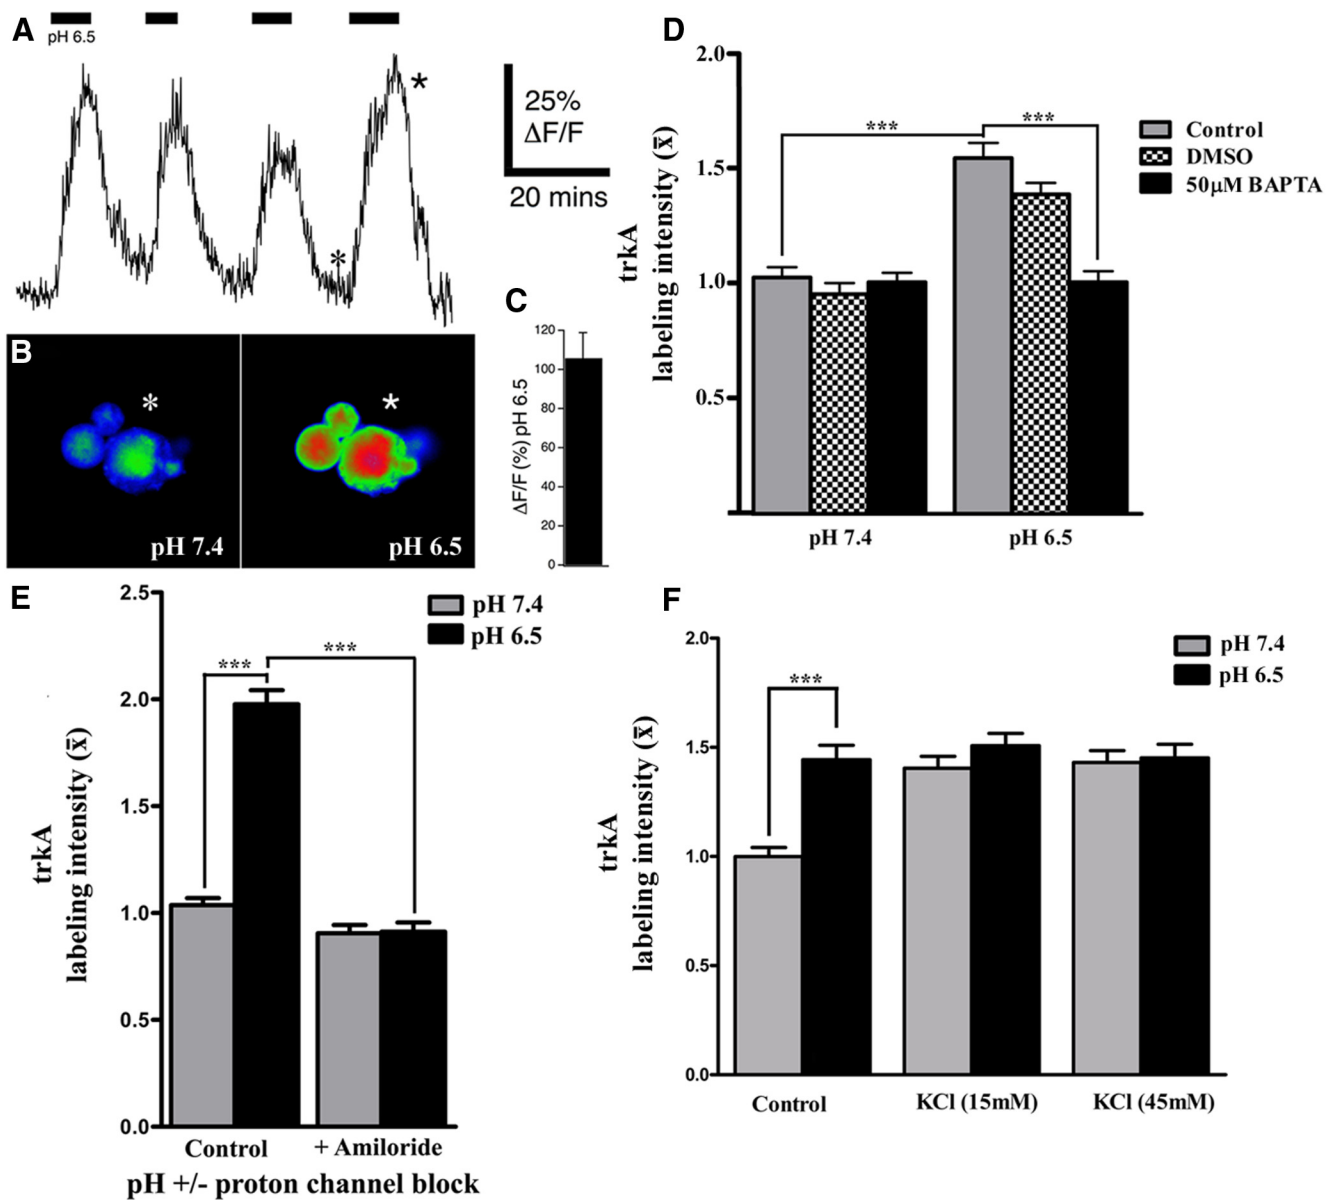 A
pH 6.5
*
*
25%
ΔF/F
20 mins
B
*
*
pH 7.4
pH 6.5
C
120
100
80
60
40
20
0
ΔF/F (%) pH 6.5
D
2.0
1.5
1.0
0.5
trkA
labeling intensity (x̄)
***
***
Control
DMSO
50µM BAPTA
pH 7.4
pH 6.5
E
2.5
2.0
1.5
1.0
0.5
0.0
trkA
labeling intensity (x̄)
***
***
pH 7.4
pH 6.5
Control
+ Amiloride
pH +/- proton channel block
F
2.0
1.5
1.0
0.5
0.0
trkA
labeling intensity (x̄)
***
pH 7.4
pH 6.5
Control
KCl (15mM)
KCl (45mM)